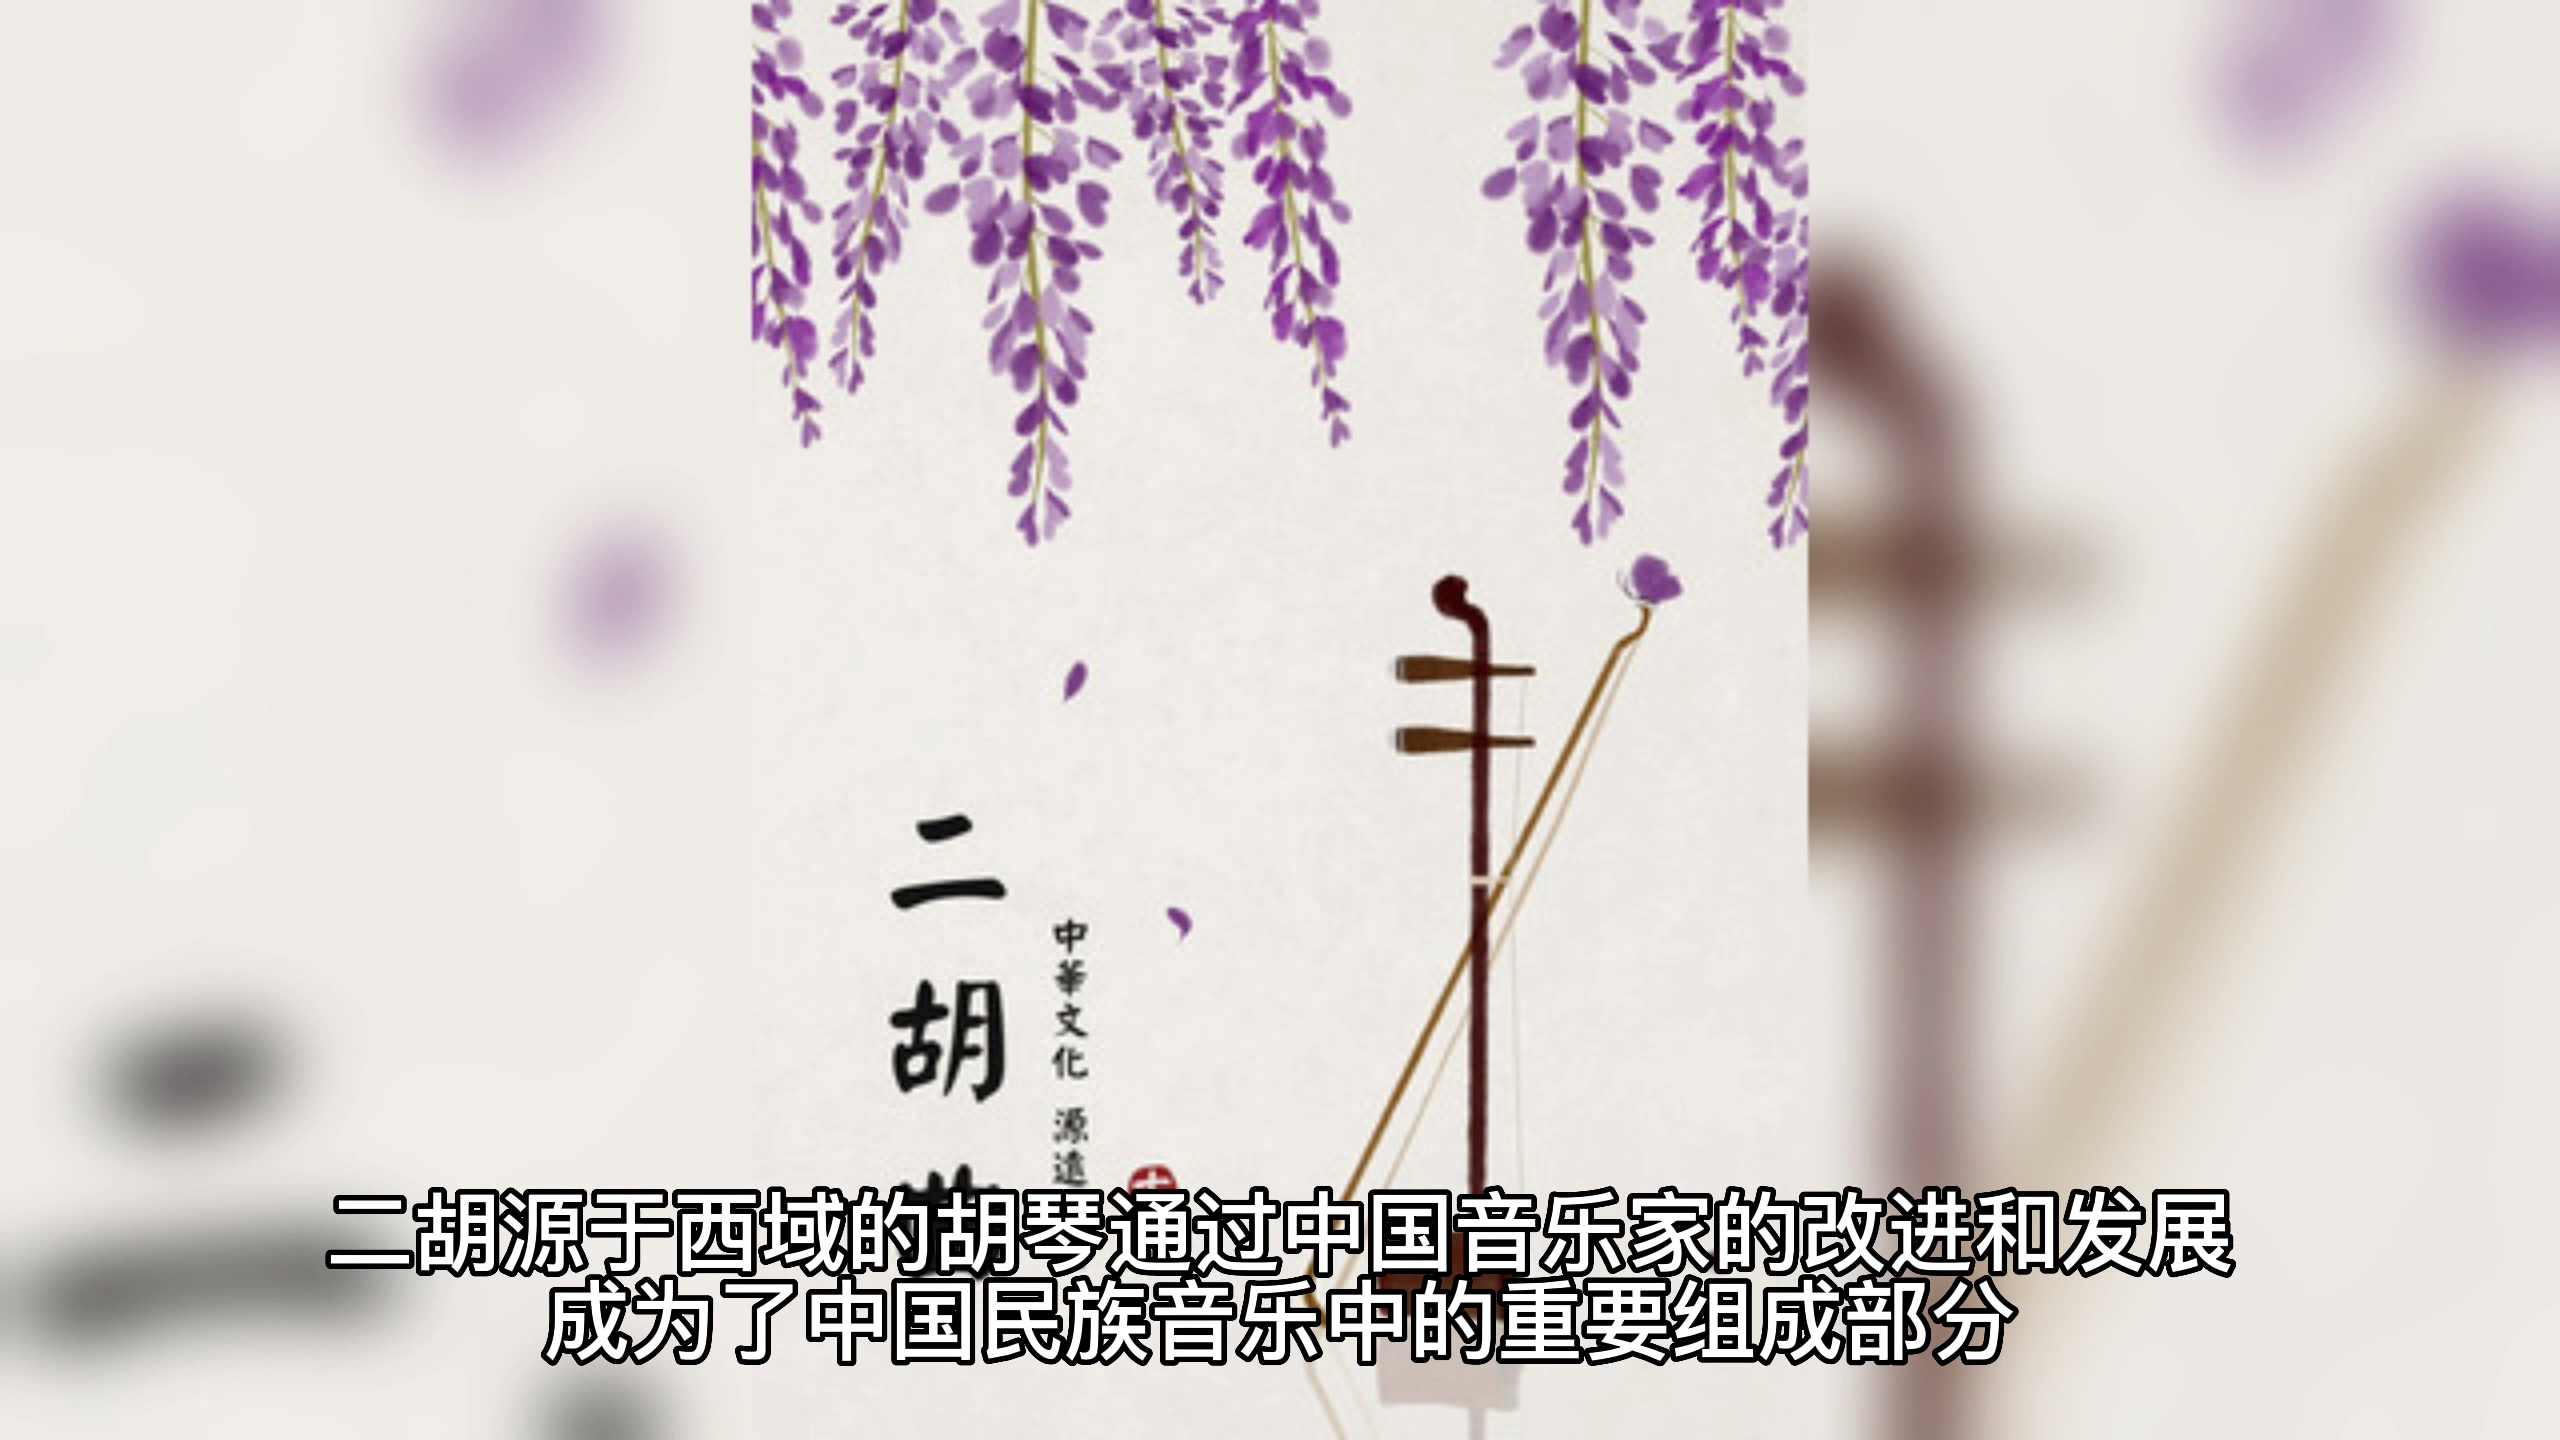 二胡
中華文化 源遠
二胡源于西域的胡琴通过中国音乐家的改进和发展
成为了中国民族音乐中的重要组成部分